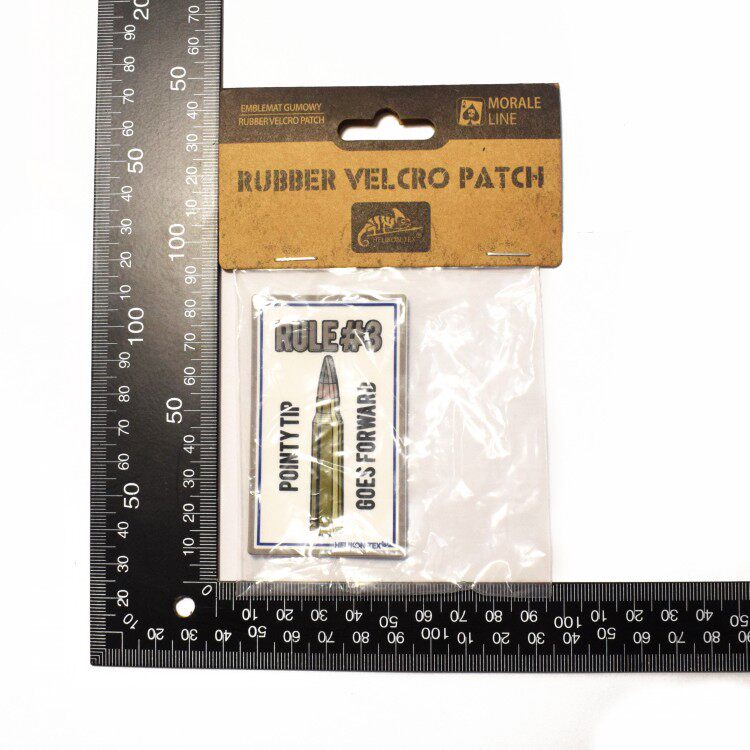 EMBLEMAT GUMOWY
RUBBER VELCRO PATCH
A
MORALE
LINE
RUBBER VELCRO PATCH
HELIKON-TEX
RULE #3
POINTY TIP
GOES FORWARD
HELIKON-TEX